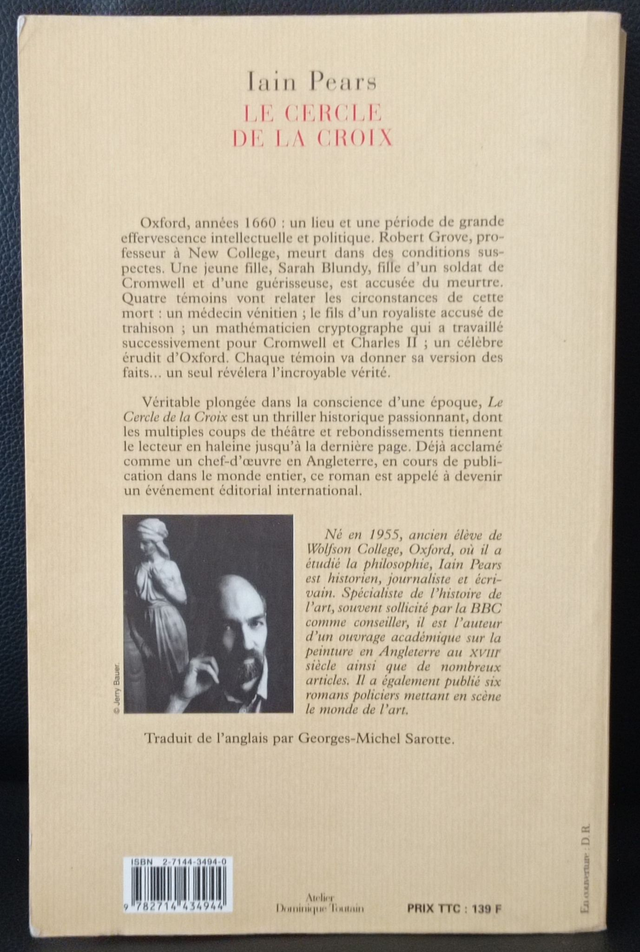 Iain Pears
LE CERCLE
DE LA CROIX
Oxford, années 1660 : un lieu et une période de grande
effervescence intellectuelle et politique. Robert Grove, pro-
fesseur à New College, meurt dans des conditions sus-
pectes. Une jeune fille, Sarah Blundy, fille d'un soldat de
Cromwell et d'une guérisseuse, est accusée du meurtre.
Quatre témoins vont relater les circonstances de cette
mort : un médecin vénitien ; le fils d'un royaliste accusé de
trahison ; un mathématicien cryptographe qui a travaillé
successivement pour Cromwell et Charles II ; un célèbre
érudit d'Oxford. Chaque témoin va donner sa version des
faits... un seul révélera l'incroyable vérité.
Véritable plongée dans la conscience d'une époque, Le
Cercle de la Croix est un thriller historique passionnant, dont
les multiples coups de théâtre et rebondissements tiennent
le lecteur en haleine jusqu'à la dernière page. Déjà acclamé
comme un chef-d'œuvre en Angleterre, en cours de publi-
cation dans le monde entier, ce roman est appelé à devenir
un événement éditorial international.
Né en 1955, ancien élève de
Wolfson College, Oxford, où il a
étudié la philosophie, Iain Pears
est historien, journaliste et écri-
vain. Spécialiste de l'histoire de
l'art, souvent sollicité par la BBC
comme conseiller, il est l'auteur
d'un ouvrage académique sur la
peinture en Angleterre au XVIIIe
siècle ainsi que de nombreux
articles. Il a également publié six
romans policiers mettant en scène
le monde de l'art.
© Jerry Bauer.
Traduit de l'anglais par Georges-Michel Sarotte.
ISBN 2-7144-3494-0
9 782714 434944
Atelier
Dominique Toutain
PRIX TTC : 139 F
En couverture : D. R.